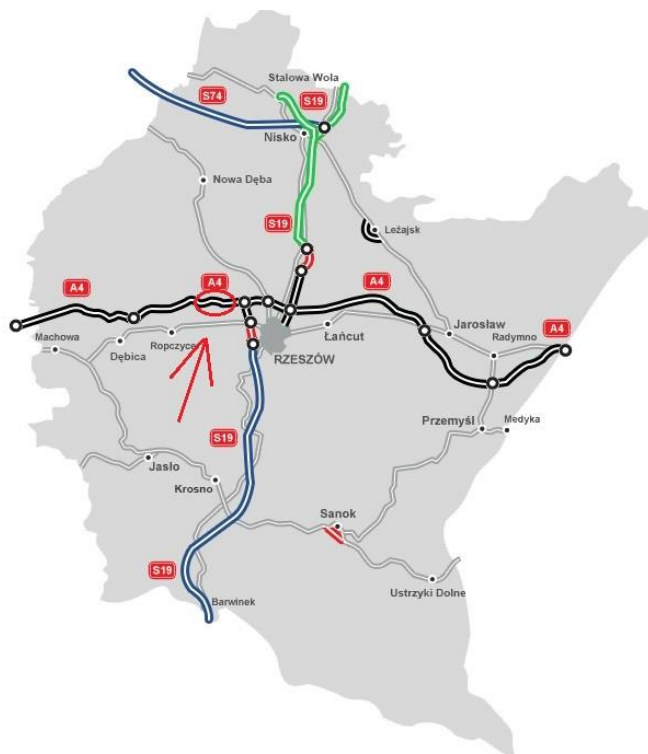 Stalowa Wola
S74
S19
Nisko
Nowa Dęba
S19
Leżajsk
A4
A4
A4
Machowa
Dębica
Ropczyce
RZESZÓW
Łańcut
Jarosław
Radymno
A4
Przemyśl
Medyka
S19
Jasło
Krosno
Sanok
S19
Barwinek
Ustrzyki Dolne